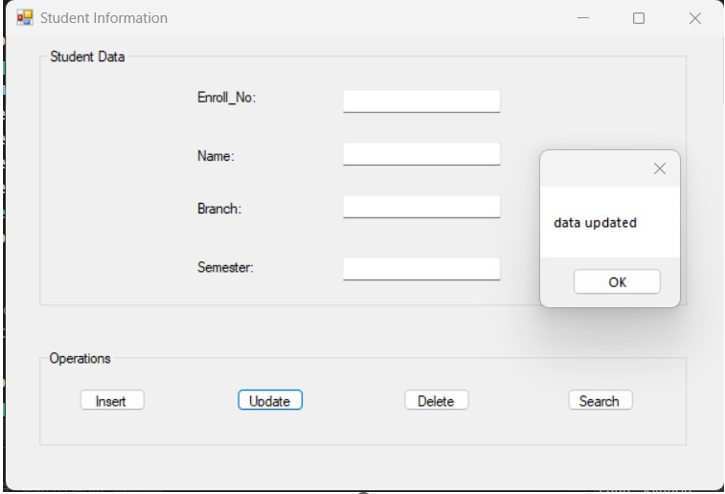 Student Information
Student Data
Enroll_No:
Name:
Branch:
Semester:
data updated
OK
Operations
Insert
Update
Delete
Search